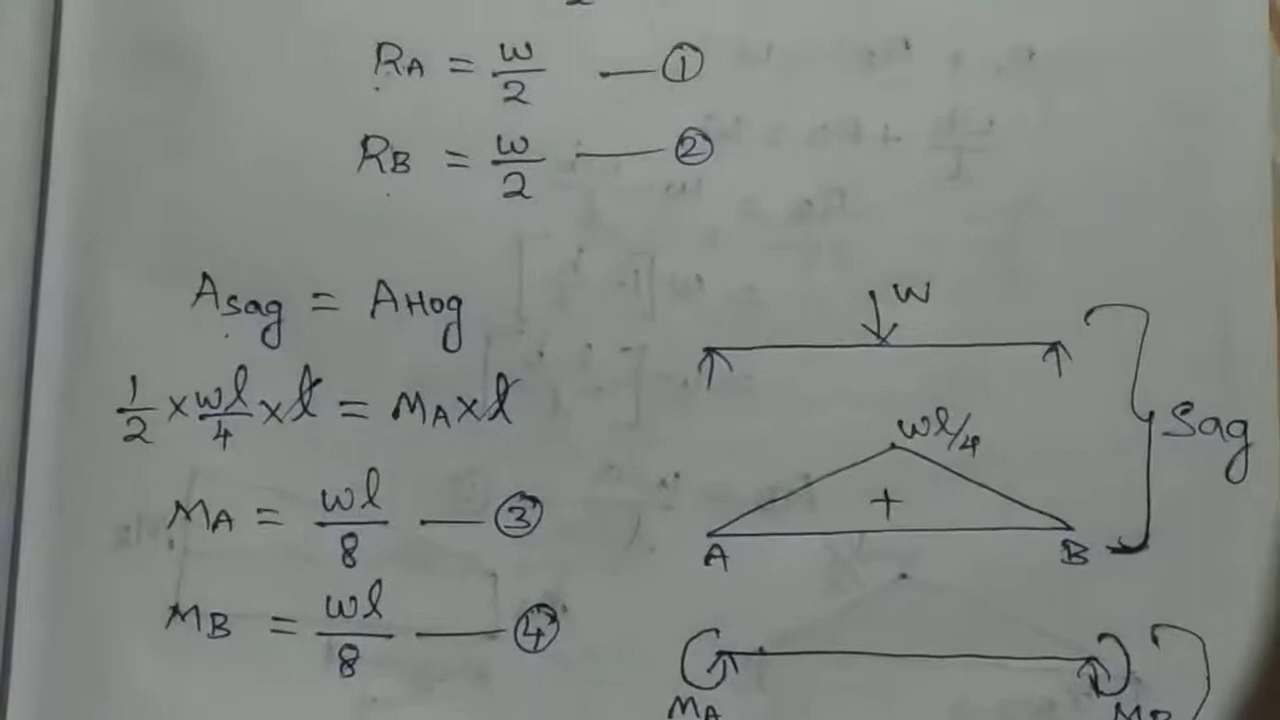 RA = w/2 — ①
RB = w/2 — ②
Asag = AHog
1/2 × wl/4 × l = MA × l
MA = wl/8 — ③
MB = wl/8 — ④
w
Sag
wl/4
+
A B
MA MB